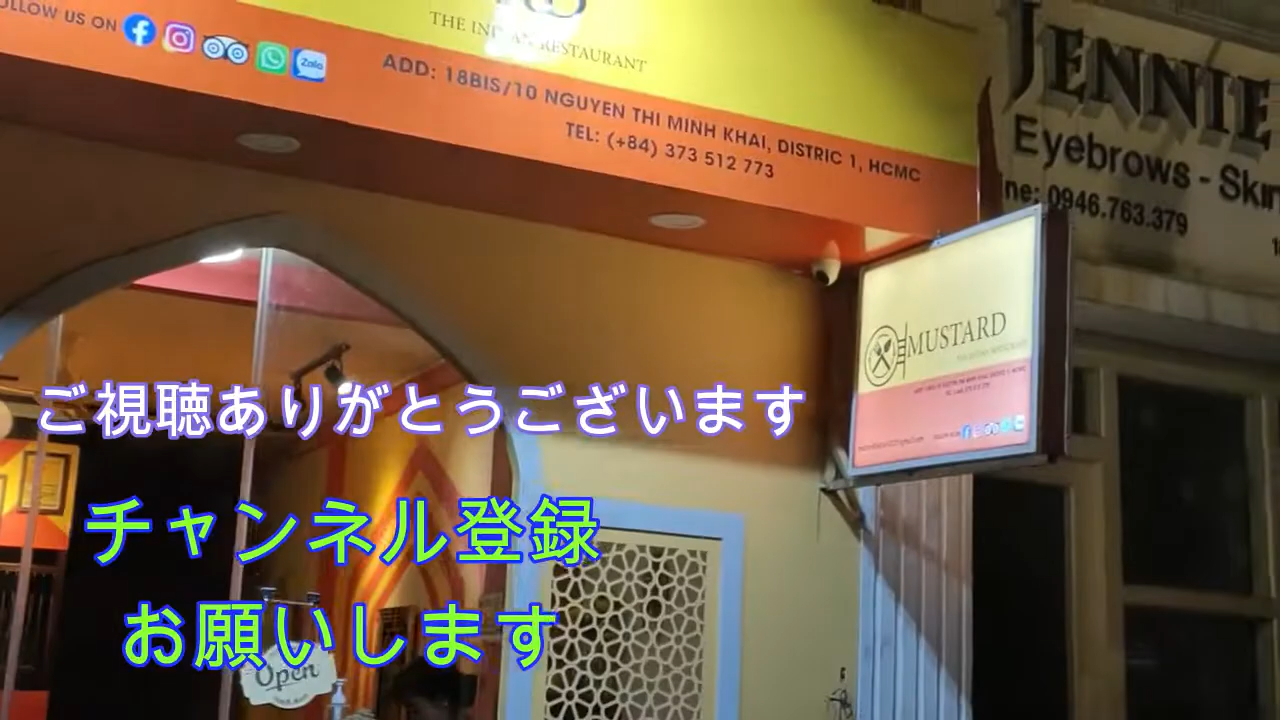 FOLLOW US ON
Zalo
THE INDIAN RESTAURANT
ADD: 18BIS/10 NGUYEN THI MINH KHAI, DISTRIC 1, HCMC
TEL: (+84) 373 512 773
JENNIE
Eyebrows - Skin
ne: 0946.763.379
MUSTARD
ご視聴ありがとうございます
チャンネル登録
お願いします
Open